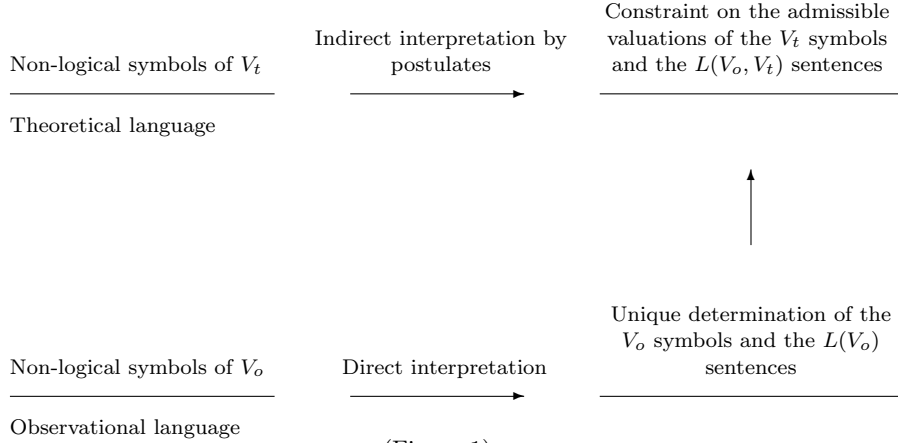 Non-logical symbols of V_t
Indirect interpretation by
postulates
Constraint on the admissible
valuations of the V_t symbols
and the L(V_o, V_t) sentences
Theoretical language
Non-logical symbols of V_o
Direct interpretation
Unique determination of the
V_o symbols and the L(V_o)
sentences
Observational language